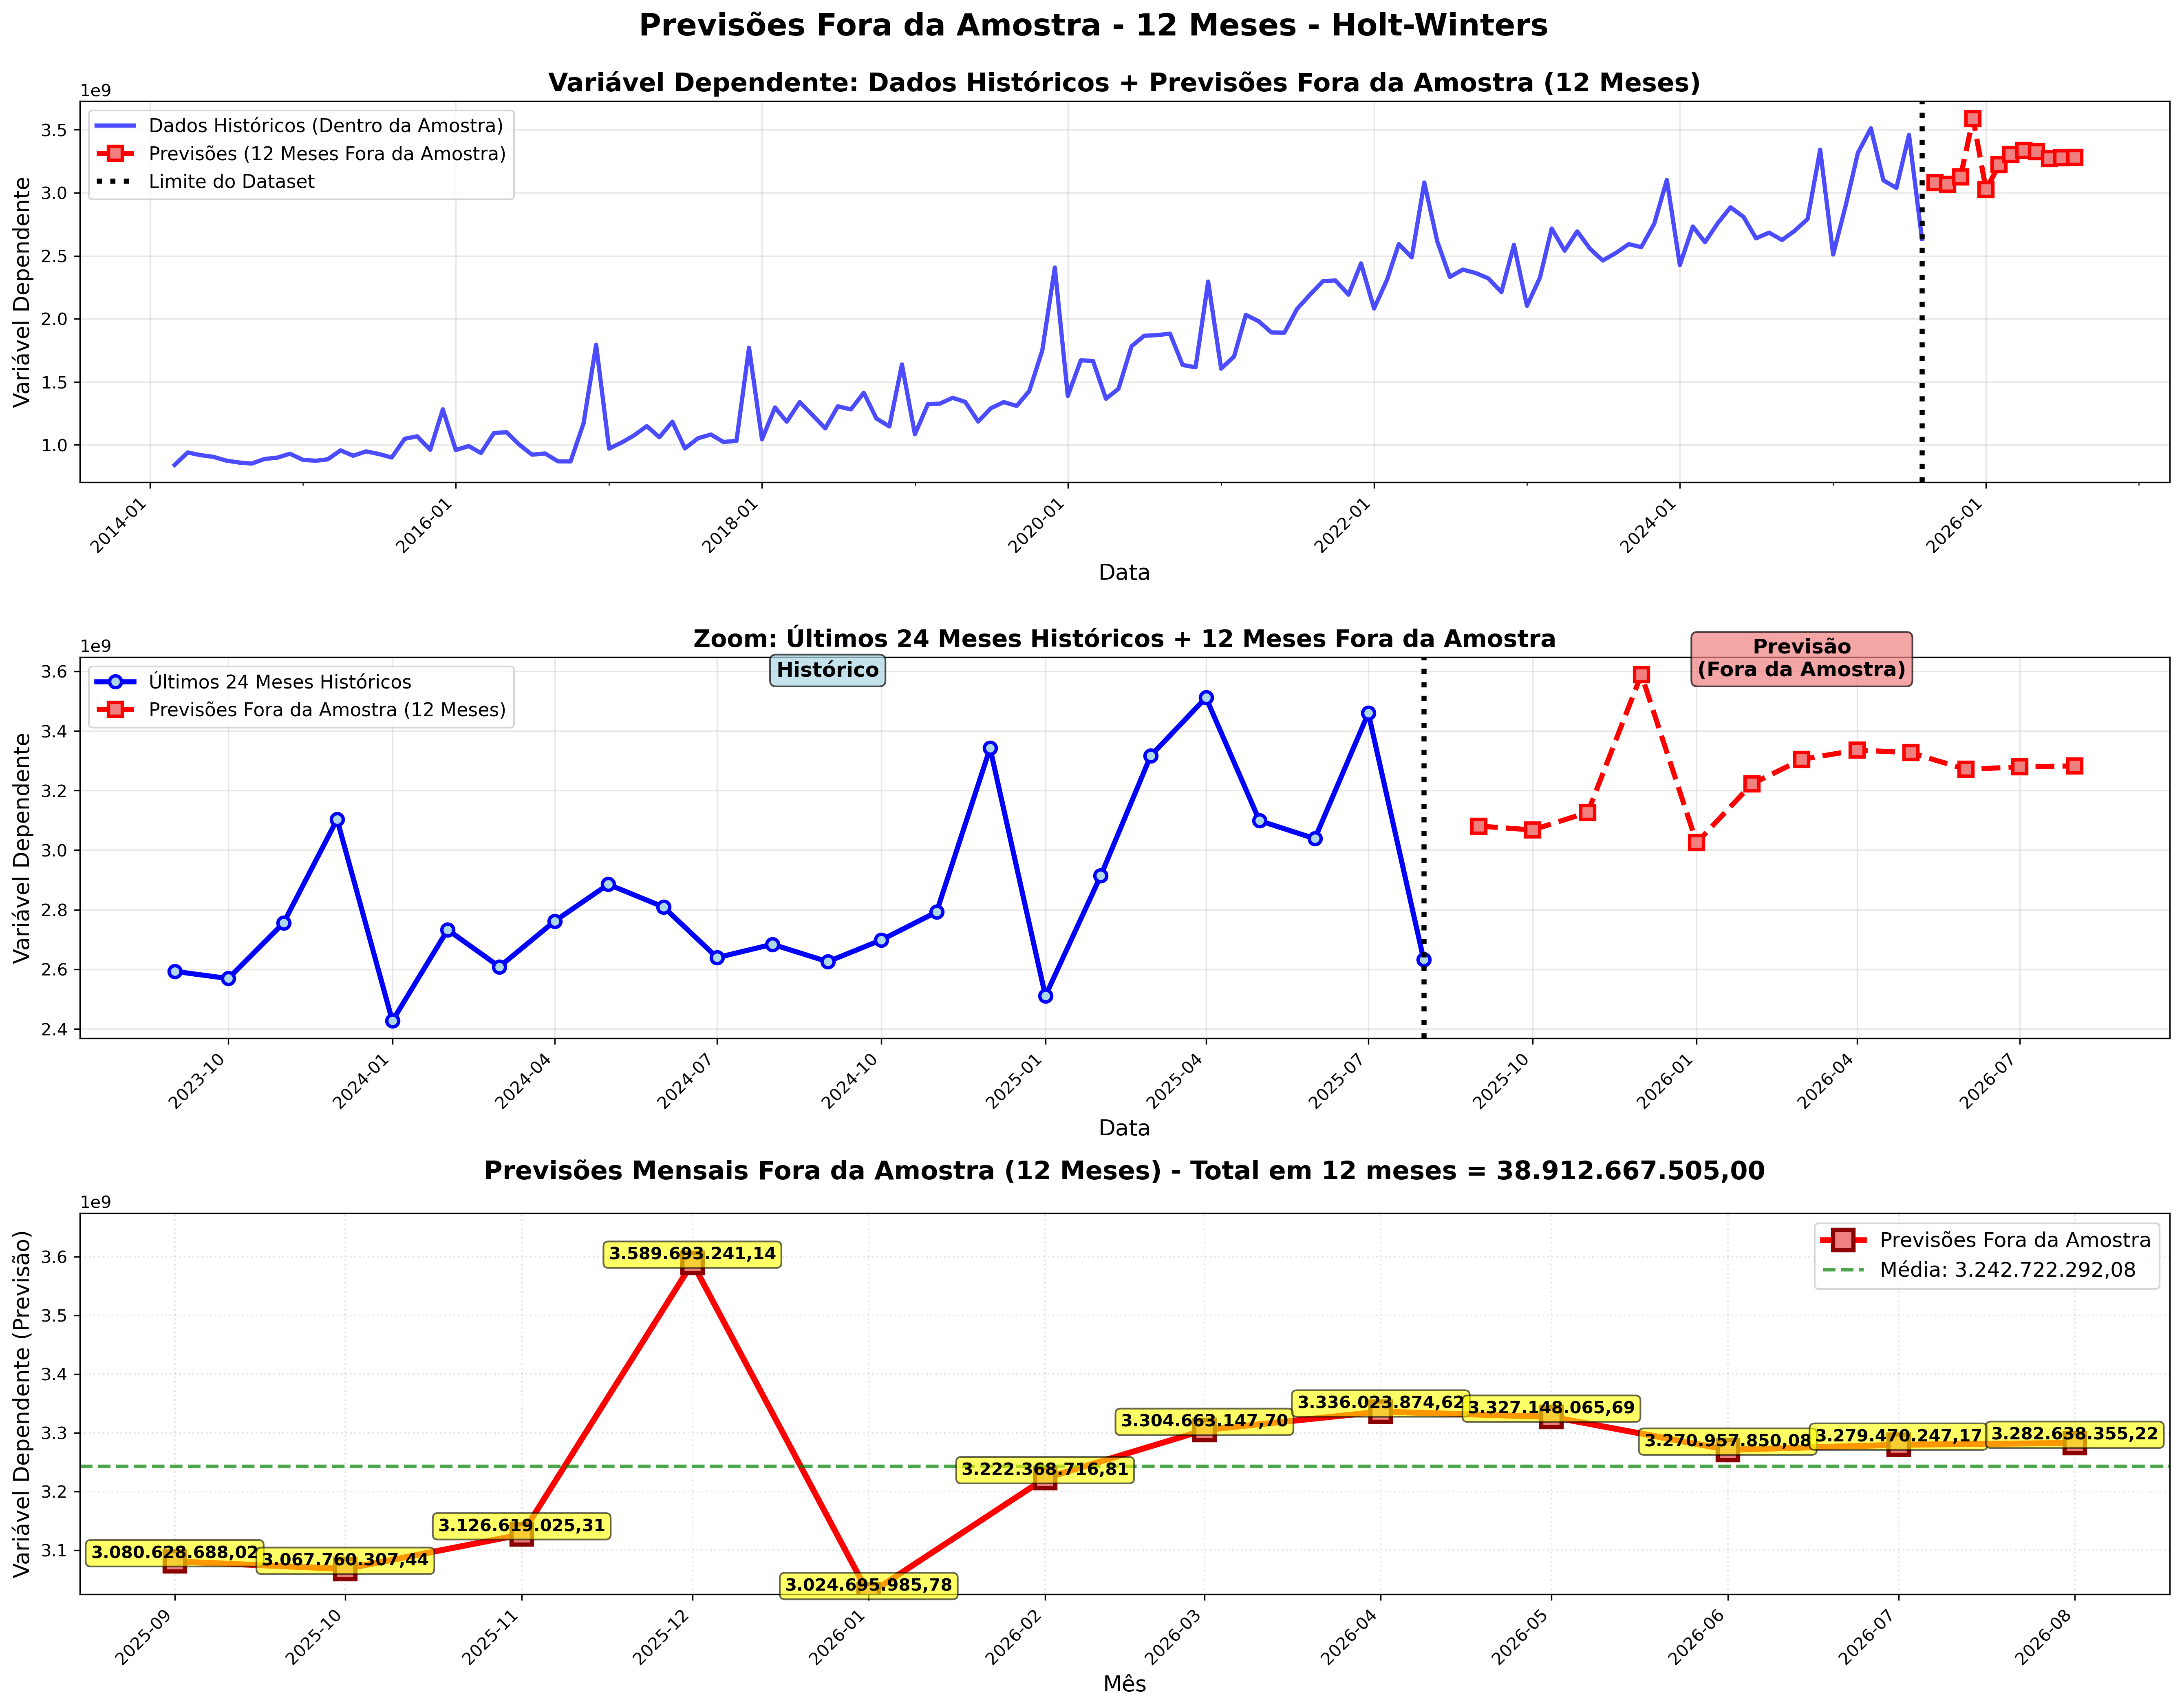 Previsões Fora da Amostra - 12 Meses - Holt-Winters
Variável Dependente: Dados Históricos + Previsões Fora da Amostra (12 Meses)
1e9
Dados Históricos (Dentro da Amostra)
Previsões (12 Meses Fora da Amostra)
Limite do Dataset
Variável Dependente
3.5
3.0
2.5
2.0
1.5
1.0
2014-01
2016-01
2018-01
2020-01
2022-01
2024-01
2026-01
Data
Zoom: Últimos 24 Meses Históricos + 12 Meses Fora da Amostra
1e9
Últimos 24 Meses Históricos
Previsões Fora da Amostra (12 Meses)
Histórico
Previsão
(Fora da Amostra)
Variável Dependente
3.6
3.4
3.2
3.0
2.8
2.6
2.4
2023-10
2024-01
2024-04
2024-07
2024-10
2025-01
2025-04
2025-07
2025-10
2026-01
2026-04
2026-07
Data
Previsões Mensais Fora da Amostra (12 Meses) - Total em 12 meses = 38.912.667.505,00
1e9
Previsões Fora da Amostra
Média: 3.242.722.292,08
Variável Dependente (Previsão)
3.6
3.5
3.4
3.3
3.2
3.1
3.080.628.688,02
3.067.760.307,44
3.126.619.025,31
3.589.693.241,14
3.024.695.985,78
3.222.368.716,81
3.304.663.147,70
3.336.023.874,62
3.327.148.065,69
3.270.957.850,08
3.279.470.247,17
3.282.638.355,22
2025-09
2025-10
2025-11
2025-12
2026-01
2026-02
2026-03
2026-04
2026-05
2026-06
2026-07
2026-08
Mês